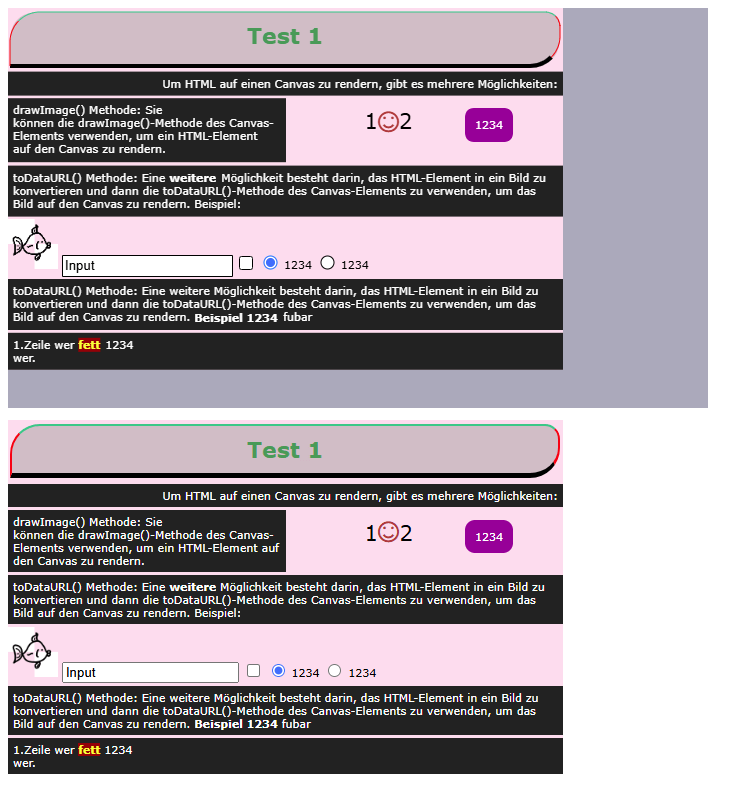 Test 1
Um HTML auf einen Canvas zu rendern, gibt es mehrere Möglichkeiten:
drawImage() Methode: Sie
können die drawImage()-Methode des Canvas-
Elements verwenden, um ein HTML-Element
auf den Canvas zu rendern.
1☺2
1234
toDataURL() Methode: Eine weitere Möglichkeit besteht darin, das HTML-Element in ein Bild zu
konvertieren und dann die toDataURL()-Methode des Canvas-Elements zu verwenden, um das
Bild auf den Canvas zu rendern. Beispiel:
Input 1234 1234
toDataURL() Methode: Eine weitere Möglichkeit besteht darin, das HTML-Element in ein Bild zu
konvertieren und dann die toDataURL()-Methode des Canvas-Elements zu verwenden, um das
Bild auf den Canvas zu rendern. Beispiel 1234 fubar
1.Zeile wer fett 1234
wer.
Test 1
Um HTML auf einen Canvas zu rendern, gibt es mehrere Möglichkeiten:
drawImage() Methode: Sie
können die drawImage()-Methode des Canvas-
Elements verwenden, um ein HTML-Element auf
den Canvas zu rendern.
1☺2
1234
toDataURL() Methode: Eine weitere Möglichkeit besteht darin, das HTML-Element in ein Bild zu
konvertieren und dann die toDataURL()-Methode des Canvas-Elements zu verwenden, um das
Bild auf den Canvas zu rendern. Beispiel:
Input 1234 1234
toDataURL() Methode: Eine weitere Möglichkeit besteht darin, das HTML-Element in ein Bild zu
konvertieren und dann die toDataURL()-Methode des Canvas-Elements zu verwenden, um das
Bild auf den Canvas zu rendern. Beispiel 1234 fubar
1.Zeile wer fett 1234
wer.